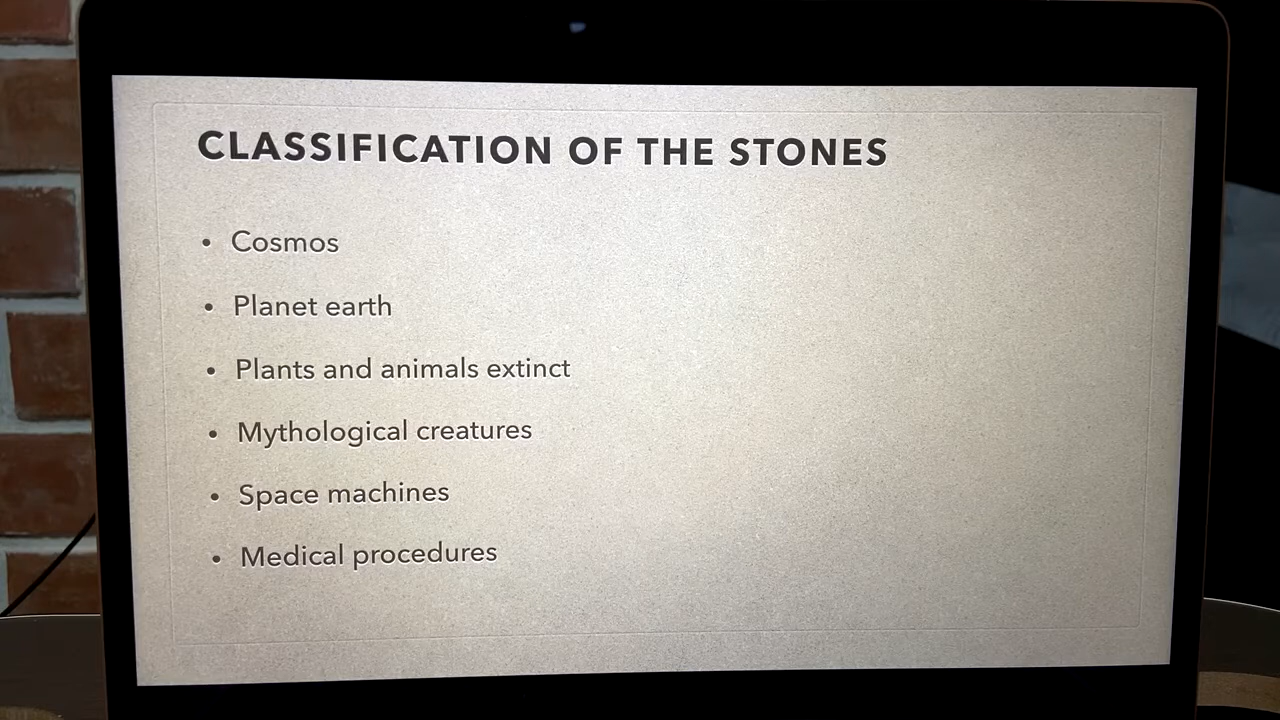 CLASSIFICATION OF THE STONES
• Cosmos
• Planet earth
• Plants and animals extinct
• Mythological creatures
• Space machines
• Medical procedures